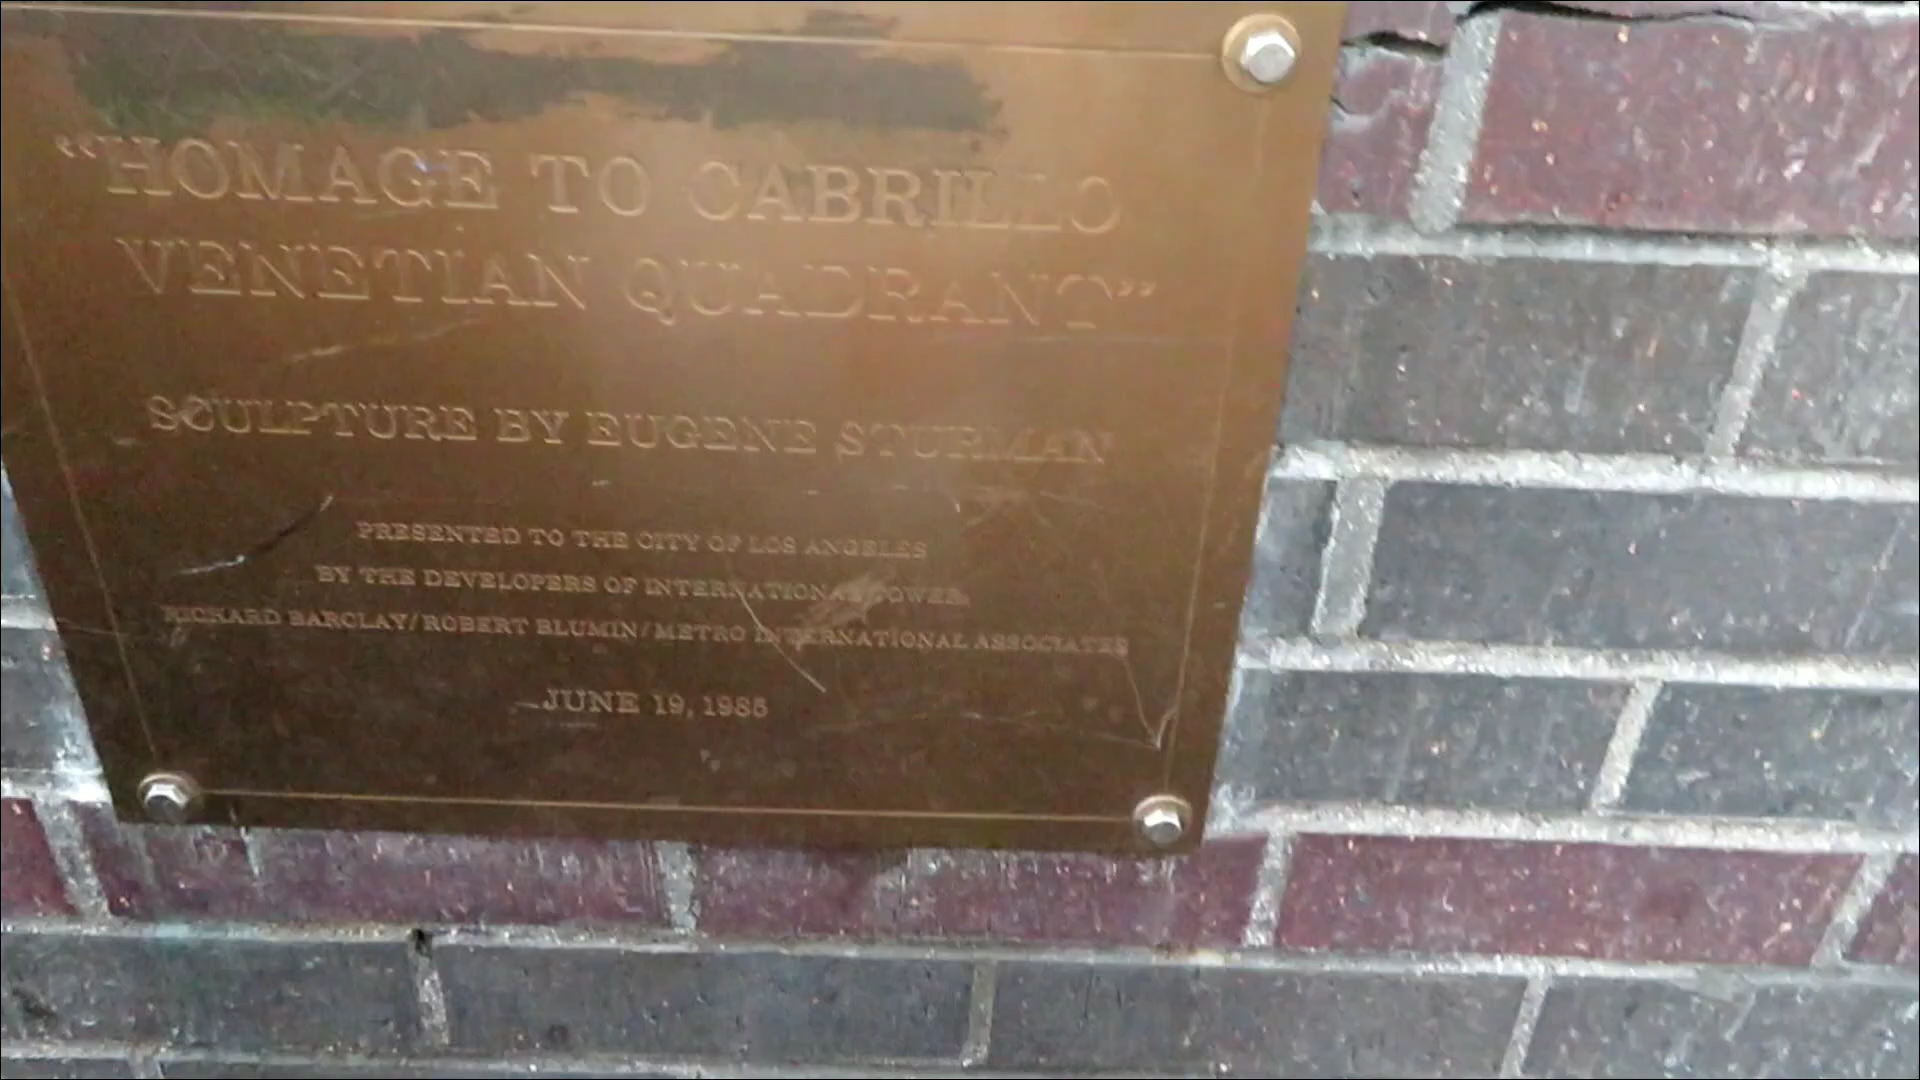 “HOMAGE TO CABRILLO
VENETIAN QUADRANT”
SCULPTURE BY EUGENE STURMAN
PRESENTED TO THE CITY OF LOS ANGELES
BY THE DEVELOPERS OF INTERNATIONAL TOWER
RICHARD BARCLAY/ROBERT BLUMIN/METRO INTERNATIONAL ASSOCIATES
JUNE 19, 1985